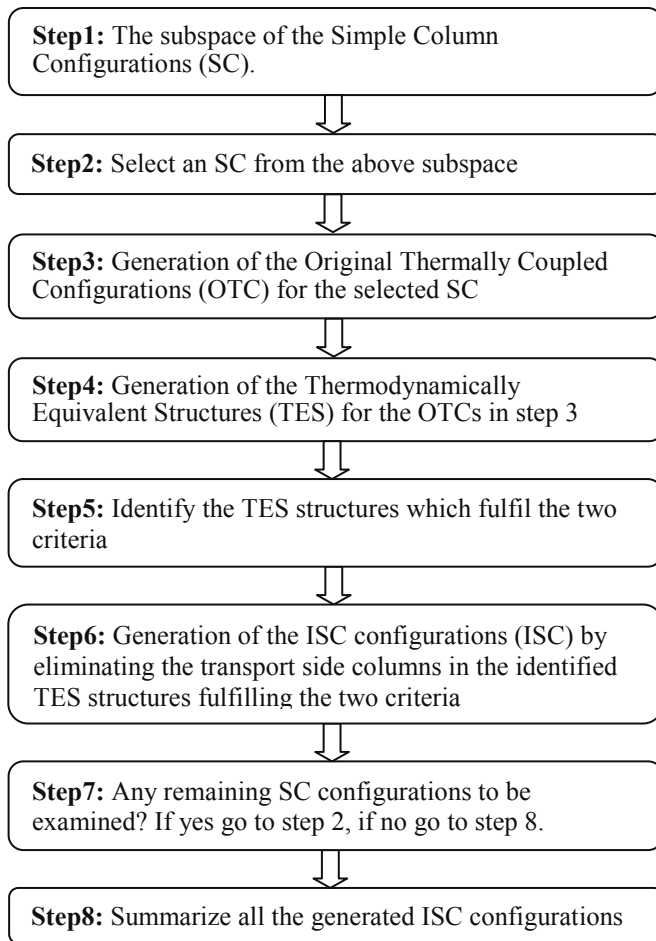 Step1: The subspace of the Simple Column
Configurations (SC).
Step2: Select an SC from the above subspace
Step3: Generation of the Original Thermally Coupled
Configurations (OTC) for the selected SC
Step4: Generation of the Thermodynamically
Equivalent Structures (TES) for the OTCs in step 3
Step5: Identify the TES structures which fulfil the two
criteria
Step6: Generation of the ISC configurations (ISC) by
eliminating the transport side columns in the identified
TES structures fulfilling the two criteria
Step7: Any remaining SC configurations to be
examined? If yes go to step 2, if no go to step 8.
Step8: Summarize all the generated ISC configurations